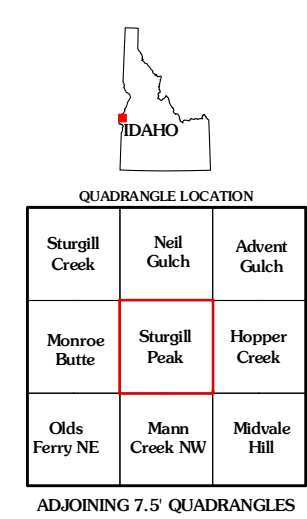 IDAHO
QUADRANGLE LOCATION
Sturgill
Creek
Neil
Gulch
Advent
Gulch
Monroe
Butte
Sturgill
Peak
Hopper
Creek
Olds
Ferry NE
Mann
Creek NW
Midvale
Hill
ADJOINING 7.5' QUADRANGLES